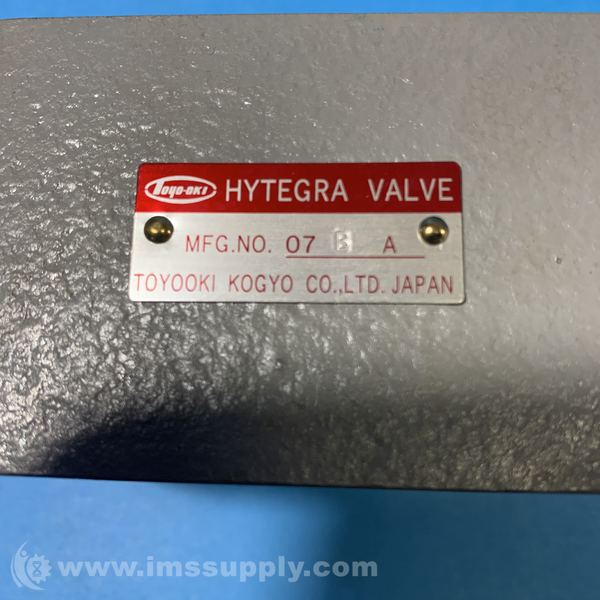 TOYO-OKI HYTEGRA VALVE
MFG.NO. 07 B A
TOYOOKI KOGYO CO.,LTD. JAPAN
www.imssupply.com